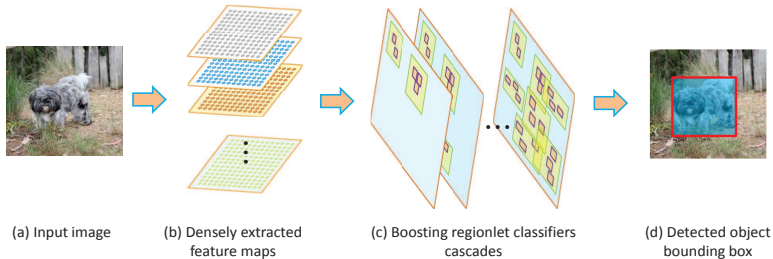 (a) Input image
(b) Densely extracted
feature maps
(c) Boosting regionlet classifiers
cascades
(d) Detected object
bounding box